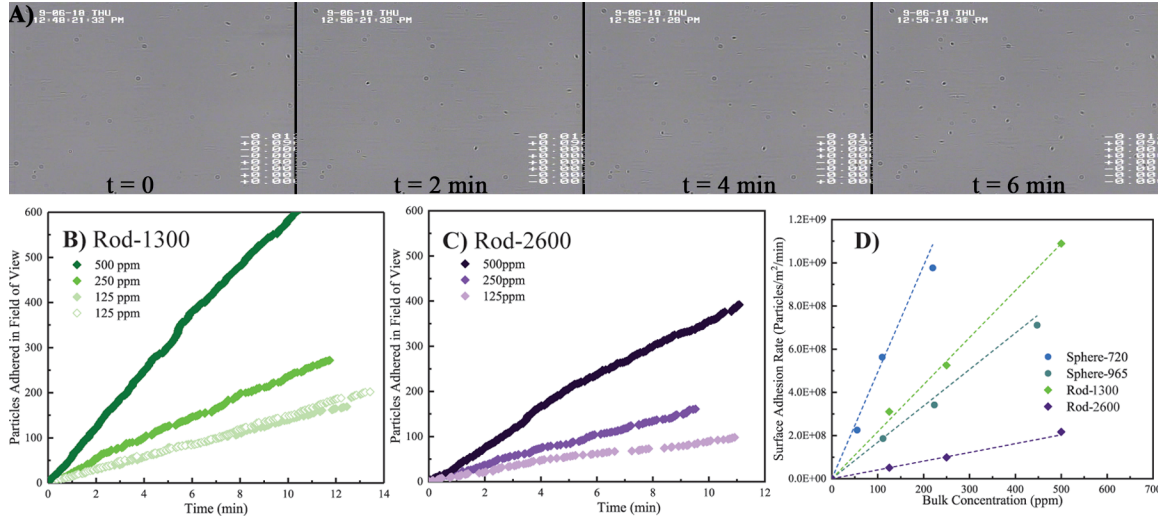 A)
9-06-18 THU
12:48:21:33 PM
9-06-18 THU
12:50:21:33 PM
9-06-18 THU
12:52:21:28 PM
9-06-18 THU
t = 0
t = 2 min
t = 4 min
t = 6 min
B) Rod-1300
500 ppm
250 ppm
125 ppm
125 ppm
Particles Adhered in Field of View
600
500
400
300
200
100
0
0 2 4 6 8 10 12 14
Time (min)
C) Rod-2600
500ppm
250ppm
125ppm
Particles Adhered in Field of View
600
500
400
300
200
100
0
0 2 4 6 8 10 12
Time (min)
D)
Surface Adhesion Rate (Particles/m²/min)
1.2E+09
1.0E+09
8.0E+08
6.0E+08
4.0E+08
2.0E+08
0.0E+00
Sphere-720
Sphere-965
Rod-1300
Rod-2600
0 100 200 300 400 500 600 700
Bulk Concentration (ppm)